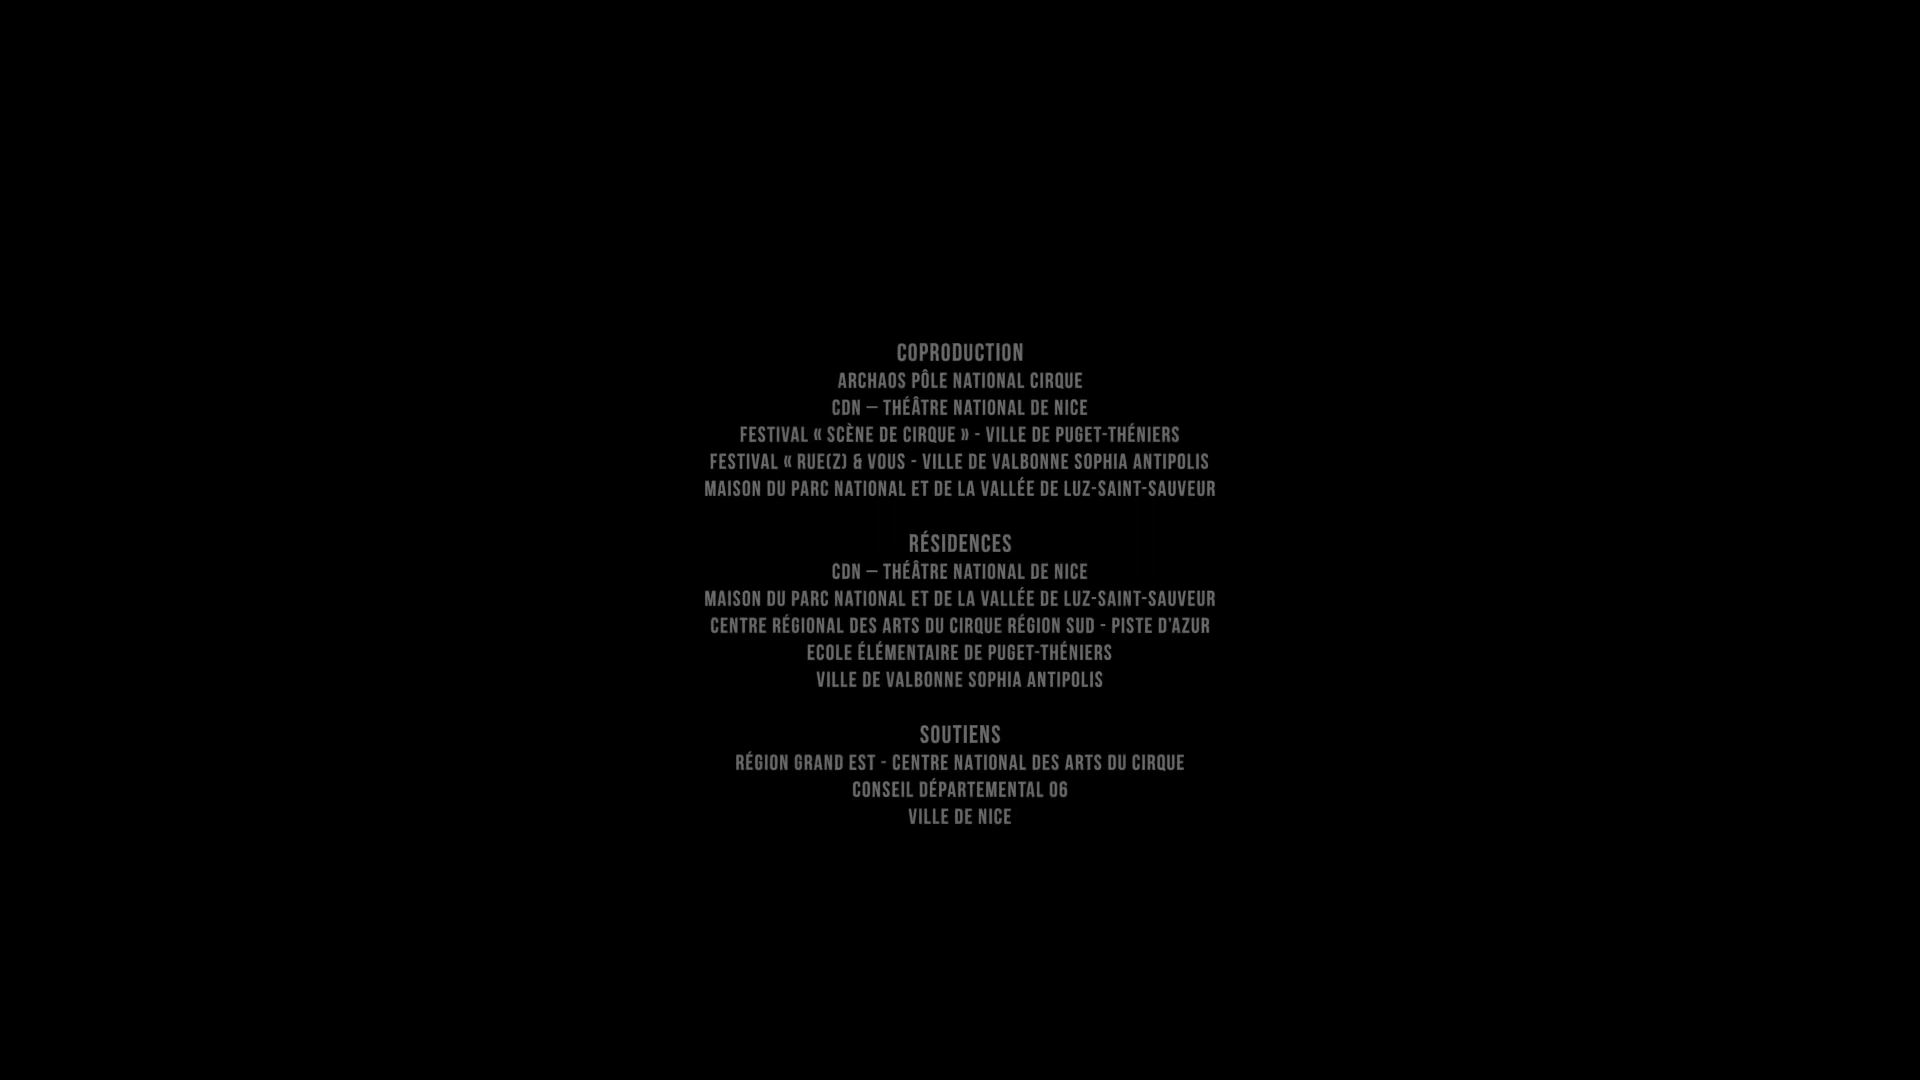 COPRODUCTION
ARCHAOS PÔLE NATIONAL CIRQUE
CDN – THÉÂTRE NATIONAL DE NICE
FESTIVAL « SCÈNE DE CIRQUE » - VILLE DE PUGET-THÉNIERS
FESTIVAL « RUE(Z) & VOUS - VILLE DE VALBONNE SOPHIA ANTIPOLIS
MAISON DU PARC NATIONAL ET DE LA VALLÉE DE LUZ-SAINT-SAUVEUR
RÉSIDENCES
CDN – THÉÂTRE NATIONAL DE NICE
MAISON DU PARC NATIONAL ET DE LA VALLÉE DE LUZ-SAINT-SAUVEUR
CENTRE RÉGIONAL DES ARTS DU CIRQUE RÉGION SUD - PISTE D'AZUR
ECOLE ÉLÉMENTAIRE DE PUGET-THÉNIERS
VILLE DE VALBONNE SOPHIA ANTIPOLIS
SOUTIENS
RÉGION GRAND EST - CENTRE NATIONAL DES ARTS DU CIRQUE
CONSEIL DÉPARTEMENTAL 06
VILLE DE NICE